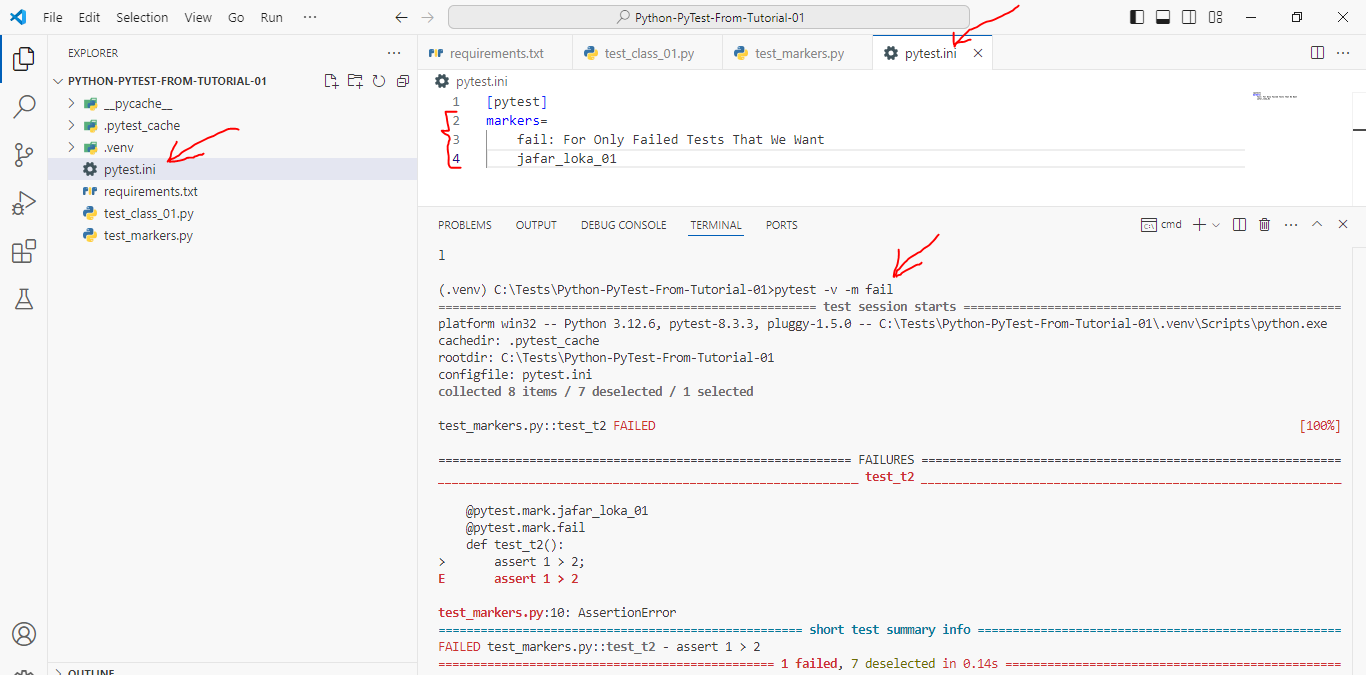 File Edit Selection View Go Run ··· Python-PyTest-From-Tutorial-01
EXPLORER ···
PYTHON-PYTEST-FROM-TUTORIAL-01
__pycache__
.pytest_cache
.venv
pytest.ini
requirements.txt
test_class_01.py
test_markers.py
OUTLINE
requirements.txt test_class_01.py test_markers.py pytest.ini
pytest.ini
1 [pytest]
2 markers=
3 fail: For Only Failed Tests That We Want
4 jafar_loka_01
PROBLEMS OUTPUT DEBUG CONSOLE TERMINAL PORTS cmd
l
(.venv) C:\Tests\Python-PyTest-From-Tutorial-01>pytest -v -m fail
============ test session starts ============
platform win32 -- Python 3.12.6, pytest-8.3.3, pluggy-1.5.0 -- C:\Tests\Python-PyTest-From-Tutorial-01\.venv\Scripts\python.exe
cachedir: .pytest_cache
rootdir: C:\Tests\Python-PyTest-From-Tutorial-01
configfile: pytest.ini
collected 8 items / 7 deselected / 1 selected
test_markers.py::test_t2 FAILED [100%]
============ FAILURES ============
____________ test_t2 ____________
@pytest.mark.jafar_loka_01
@pytest.mark.fail
def test_t2():
> assert 1 > 2;
E assert 1 > 2
test_markers.py:10: AssertionError
============ short test summary info ============
FAILED test_markers.py::test_t2 - assert 1 > 2
============ 1 failed, 7 deselected in 0.14s ============